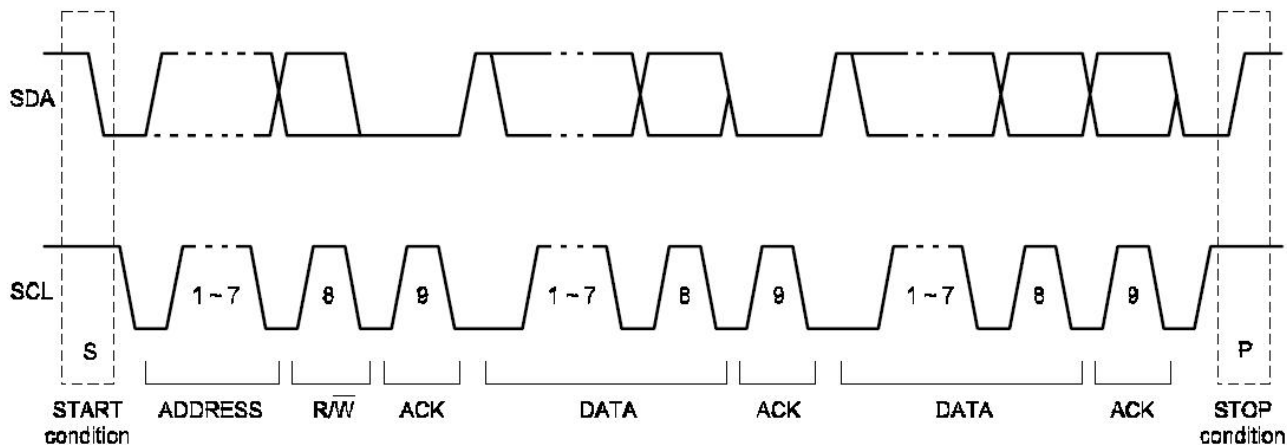 SDA
SCL
1 ~ 7 8 9 1 ~ 7 8 9 1 ~ 7 8 9
S P
START condition ADDRESS R/W̅ ACK DATA ACK DATA ACK STOP condition